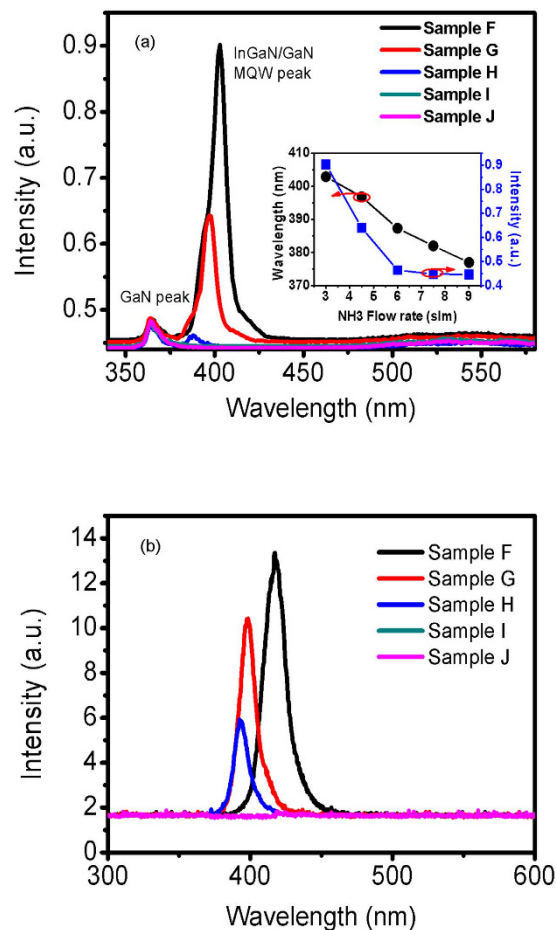 (a)
InGaN/GaN
MQW peak
GaN peak
Sample F
Sample G
Sample H
Sample I
Sample J
Intensity (a.u.)
0.9
0.8
0.7
0.6
0.5
350 400 450 500 550
Wavelength (nm)
Wavelength (nm)
410
400
390
380
370
3 4 5 6 7 8 9
NH3 Flow rate (slm)
0.9
0.8
0.7
0.6
0.5
0.4
Intensity (a.u.)
(b)
Sample F
Sample G
Sample H
Sample I
Sample J
Intensity (a.u.)
14
12
10
8
6
4
2
0
300 400 500 600
Wavelength (nm)